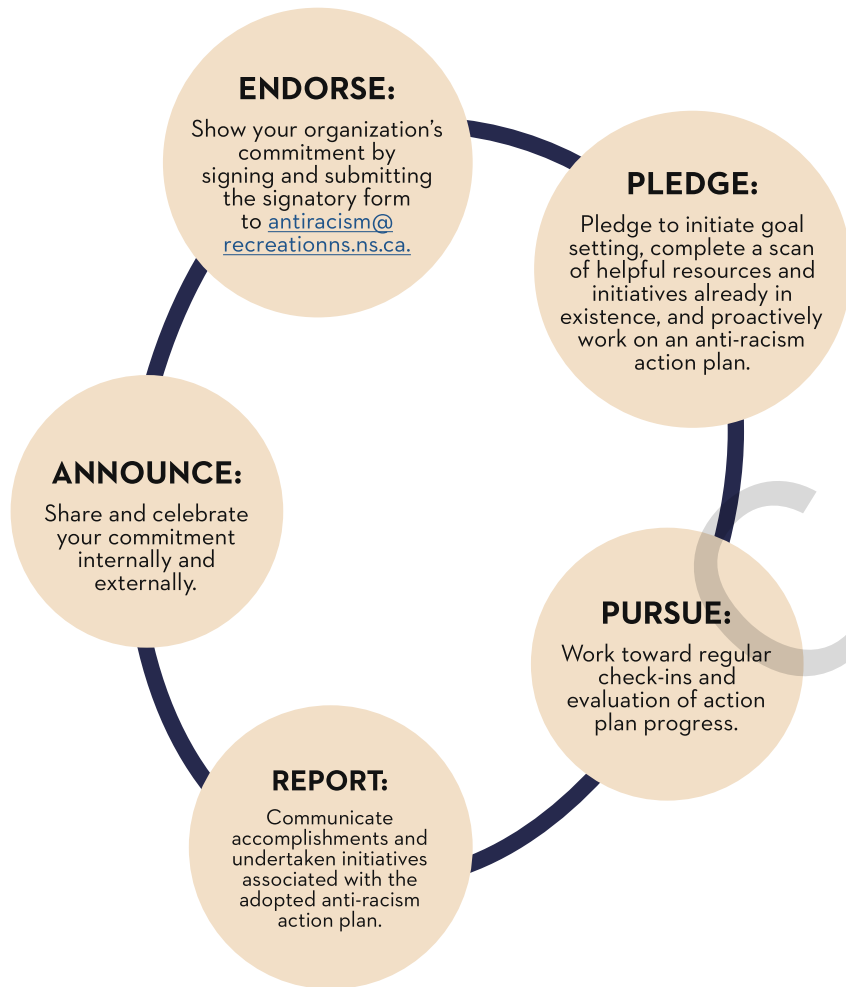 ENDORSE:
Show your organization’s
commitment by
signing and submitting
the signatory form
to antiracism@
recreationns.ns.ca.
PLEDGE:
Pledge to initiate goal
setting, complete a scan
of helpful resources and
initiatives already in
existence, and proactively
work on an anti-racism
action plan.
PURSUE:
Work toward regular
check-ins and
evaluation of action
plan progress.
REPORT:
Communicate
accomplishments and
undertaken initiatives
associated with the
adopted anti-racism
action plan.
ANNOUNCE:
Share and celebrate
your commitment
internally and
externally.